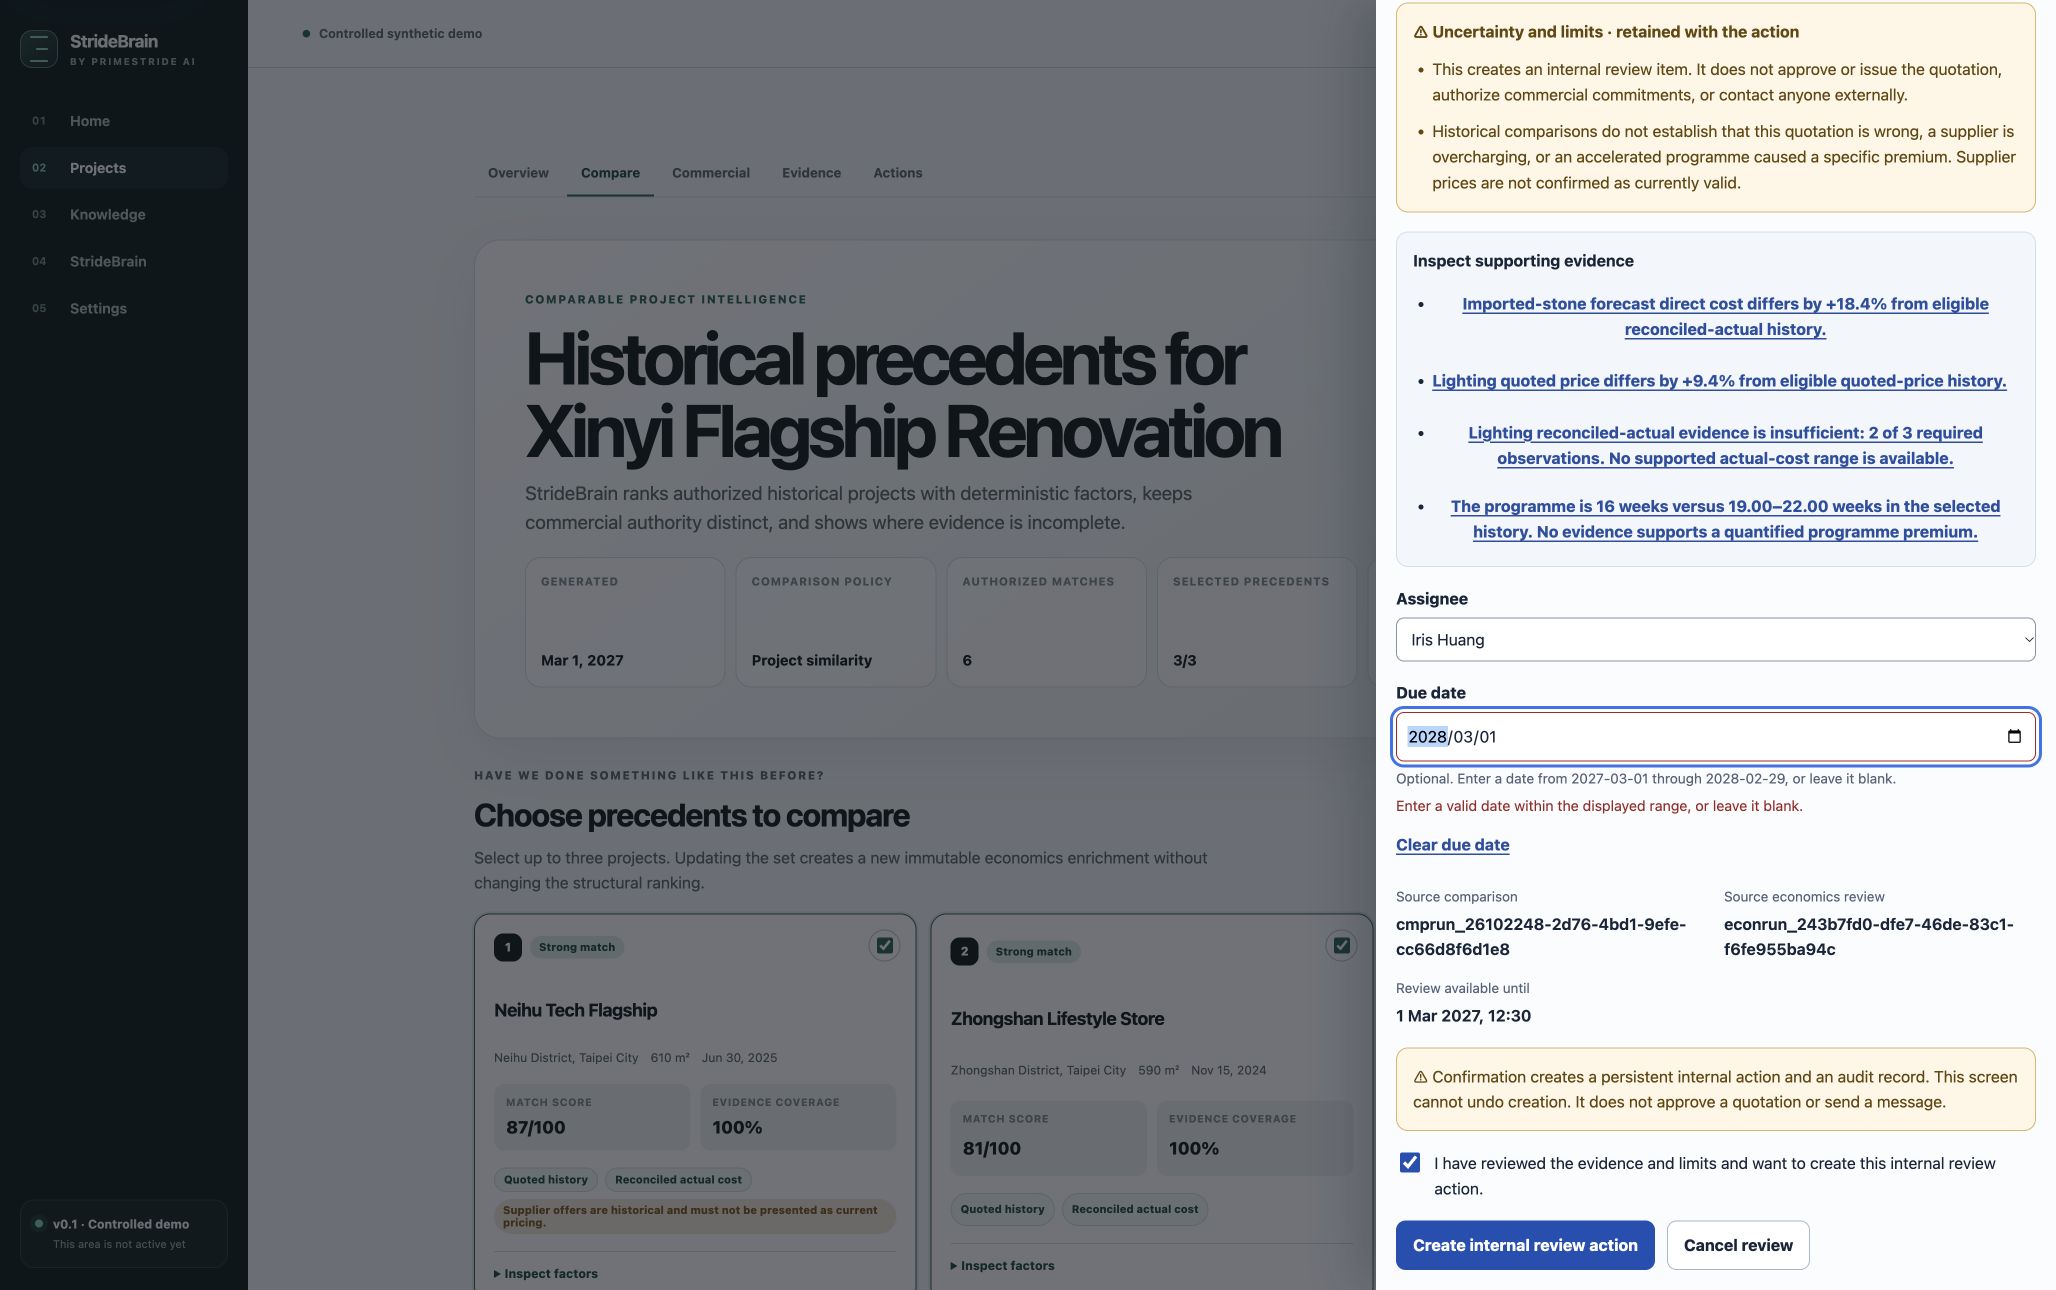 StrideBrain
BY PRIMESTRIDE AI
01 Home
02 Projects
03 Knowledge
04 StrideBrain
05 Settings
v0.1 · Controlled demo
This area is not active yet
Controlled synthetic demo
Overview Compare Commercial Evidence Actions
COMPARABLE PROJECT INTELLIGENCE
Historical precedents for
Xinyi Flagship Renovation
StrideBrain ranks authorized historical projects with deterministic factors, keeps
commercial authority distinct, and shows where evidence is incomplete.
GENERATED
Mar 1, 2027
COMPARISON POLICY
Project similarity
AUTHORIZED MATCHES
6
SELECTED PRECEDENTS
3/3
HAVE WE DONE SOMETHING LIKE THIS BEFORE?
Choose precedents to compare
Select up to three projects. Updating the set creates a new immutable economics enrichment without
changing the structural ranking.
1 Strong match
Neihu Tech Flagship
Neihu District, Taipei City 610 m² Jun 30, 2025
MATCH SCORE
87/100
EVIDENCE COVERAGE
100%
Quoted history Reconciled actual cost
Supplier offers are historical and must not be presented as current
pricing.
▸ Inspect factors
2 Strong match
Zhongshan Lifestyle Store
Zhongshan District, Taipei City 590 m² Nov 15, 2024
MATCH SCORE
81/100
EVIDENCE COVERAGE
100%
Quoted history Reconciled actual cost
▸ Inspect factors
⚠ Uncertainty and limits · retained with the action
• This creates an internal review item. It does not approve or issue the quotation,
authorize commercial commitments, or contact anyone externally.
• Historical comparisons do not establish that this quotation is wrong, a supplier is
overcharging, or an accelerated programme caused a specific premium. Supplier
prices are not confirmed as currently valid.
Inspect supporting evidence
• Imported-stone forecast direct cost differs by +18.4% from eligible
reconciled-actual history.
• Lighting quoted price differs by +9.4% from eligible quoted-price history.
• Lighting reconciled-actual evidence is insufficient: 2 of 3 required
observations. No supported actual-cost range is available.
• The programme is 16 weeks versus 19.00–22.00 weeks in the selected
history. No evidence supports a quantified programme premium.
Assignee
Iris Huang
Due date
2028/03/01
Optional. Enter a date from 2027-03-01 through 2028-02-29, or leave it blank.
Enter a valid date within the displayed range, or leave it blank.
Clear due date
Source comparison
cmprun_26102248-2d76-4bd1-9efe-
cc66d8f6d1e8
Source economics review
econrun_243b7fd0-dfe7-46de-83c1-
f6fe955ba94c
Review available until
1 Mar 2027, 12:30
⚠ Confirmation creates a persistent internal action and an audit record. This screen
cannot undo creation. It does not approve a quotation or send a message.
I have reviewed the evidence and limits and want to create this internal review
action.
Create internal review action
Cancel review